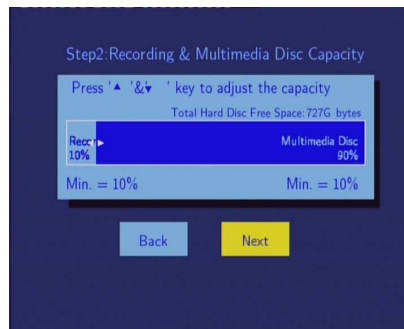 Step2:Recording & Multimedia Disc Capacity
Press '▲ '&'▼ ' key to adjust the capacity
Total Hard Disc Free Space:727G bytes
Multimedia Disc
10% 90%
Min. = 10% Min. = 10%
Back Next